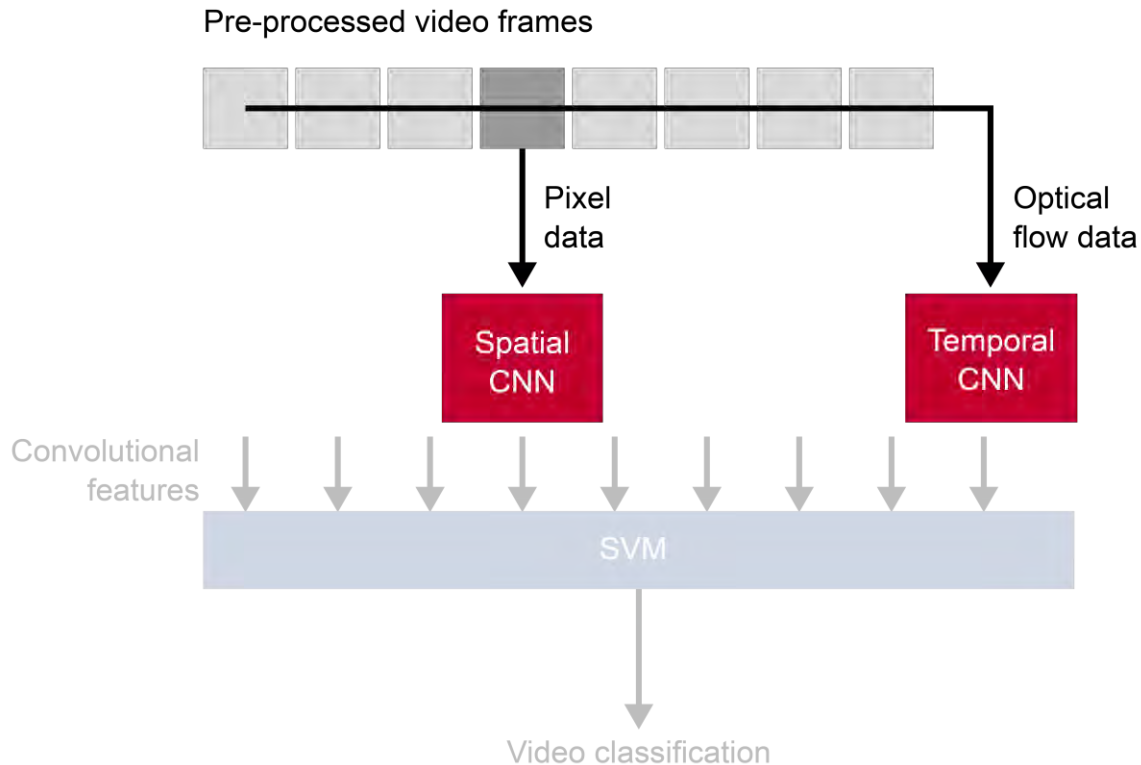 Pre-processed video frames
Pixel
data
Optical
flow data
Spatial
CNN
Temporal
CNN
Convolutional
features
SVM
Video classification